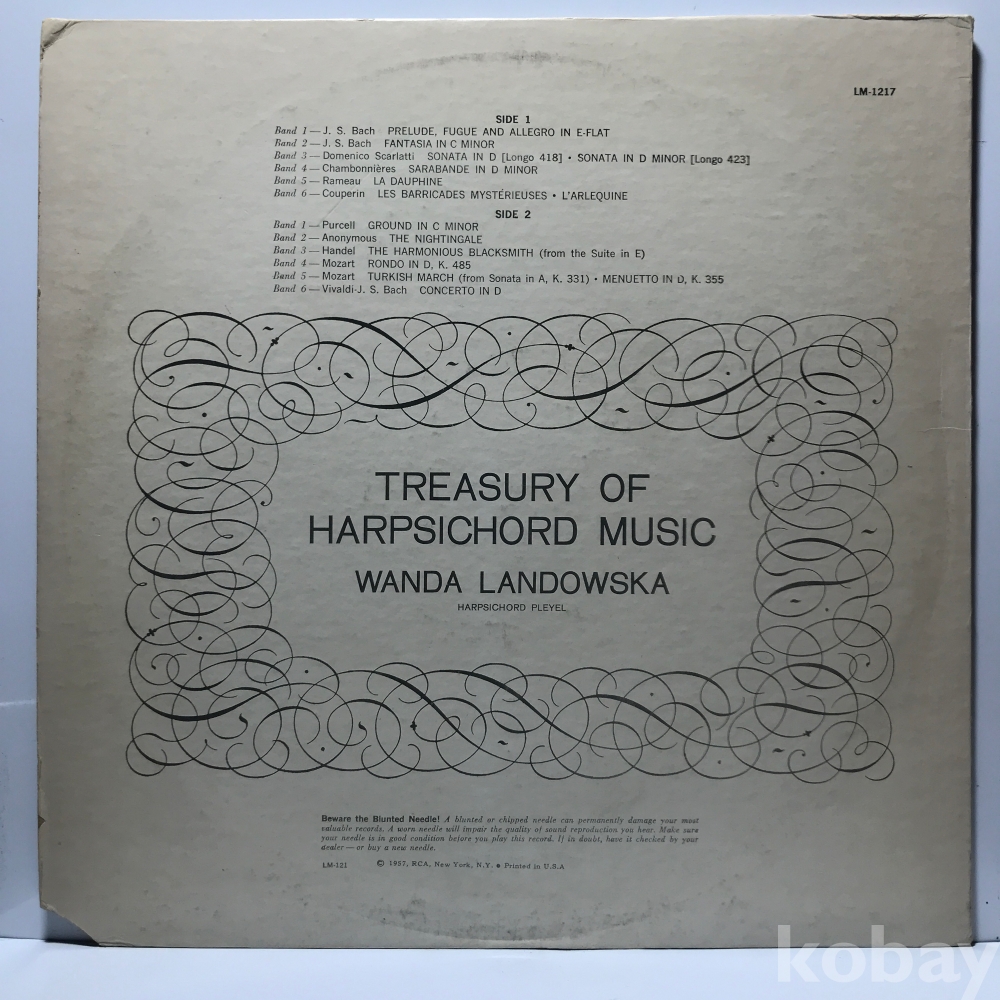 LM-1217
SIDE 1
Band 1 — J. S. Bach PRELUDE, FUGUE AND ALLEGRO IN E-FLAT
Band 2 — J. S. Bach FANTASIA IN C MINOR
Band 3 — Domenico Scarlatti SONATA IN D [Longo 418] • SONATA IN D MINOR [Longo 423]
Band 4 — Chambonnières SARABANDE IN D MINOR
Band 5 — Rameau LA DAUPHINE
Band 6 — Couperin LES BARRICADES MYSTÉRIEUSES • L'ARLEQUINE
SIDE 2
Band 1 — Purcell GROUND IN C MINOR
Band 2 — Anonymous THE NIGHTINGALE
Band 3 — Handel THE HARMONIOUS BLACKSMITH (from the Suite in E)
Band 4 — Mozart RONDO IN D, K. 485
Band 5 — Mozart TURKISH MARCH (from Sonata in A, K. 331) • MENUETTO IN D, K. 355
Band 6 — Vivaldi-J. S. Bach CONCERTO IN D
TREASURY OF
HARPSICHORD MUSIC
WANDA LANDOWSKA
HARPSICHORD PLEYEL
Beware the Blunted Needle! A blunted or chipped needle can permanently damage your most
valuable records. A worn needle will impair the quality of sound reproduction you hear. Make sure
your needle is in good condition before you play this record. If in doubt, have it checked by your
dealer — or buy a new needle.
LM-121 © 1957, RCA, New York, N.Y. • Printed in U.S.A
kobay